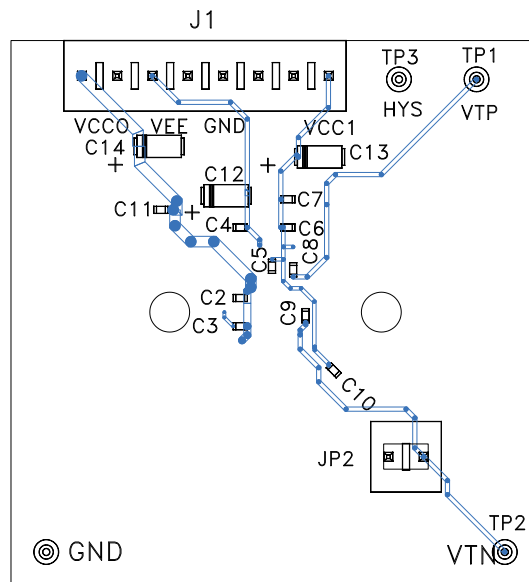 J1
TP3
TP1
HYS
VTP
VCCO VEE GND VCC1
C14
+
C13
C12
+
C7
C11
+
C4
C6
C5
C8
C2
C9
C3
C10
JP2
TP2
GND
VTN